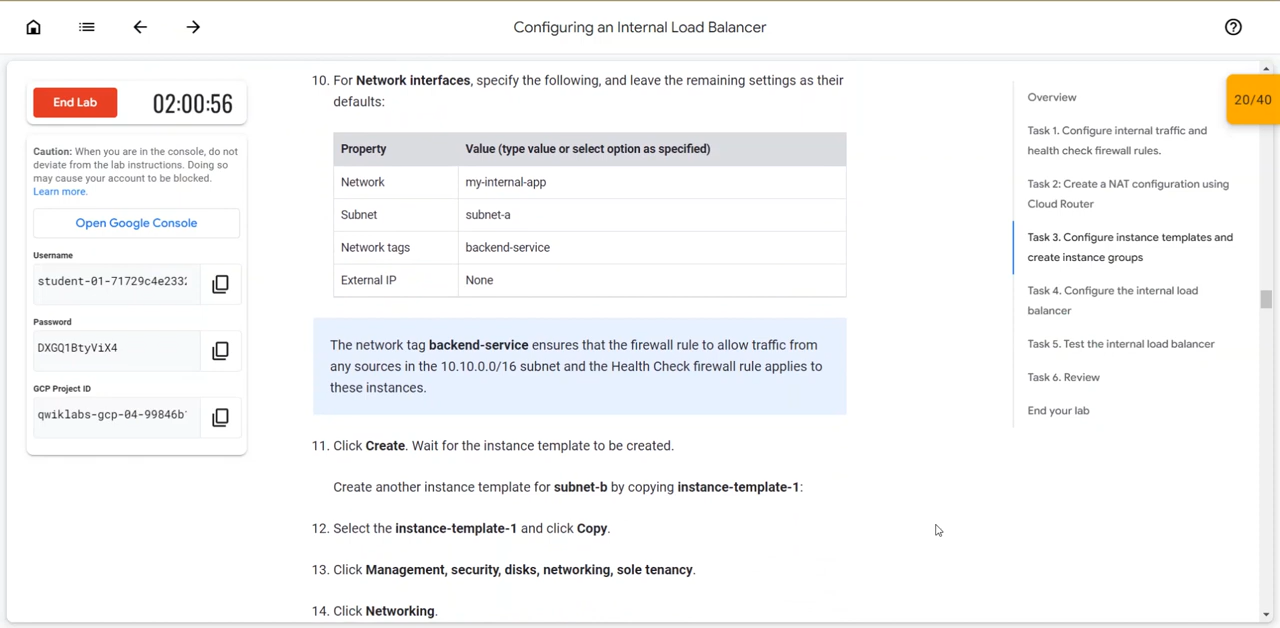 Configuring an Internal Load Balancer
End Lab
02:00:56
Caution: When you are in the console, do not
deviate from the lab instructions. Doing so
may cause your account to be blocked.
Learn more.
Open Google Console
Username
student-01-71729c4e233
Password
DXGQ1BtyViX4
GCP Project ID
qwiklabs-gcp-04-99846b
10. For Network interfaces, specify the following, and leave the remaining settings as their
defaults:
Property Value (type value or select option as specified)
Network my-internal-app
Subnet subnet-a
Network tags backend-service
External IP None
The network tag backend-service ensures that the firewall rule to allow traffic from
any sources in the 10.10.0.0/16 subnet and the Health Check firewall rule applies to
these instances.
11. Click Create. Wait for the instance template to be created.
Create another instance template for subnet-b by copying instance-template-1:
12. Select the instance-template-1 and click Copy.
13. Click Management, security, disks, networking, sole tenancy.
14. Click Networking.
Overview
Task 1. Configure internal traffic and
health check firewall rules.
Task 2: Create a NAT configuration using
Cloud Router
Task 3. Configure instance templates and
create instance groups
Task 4. Configure the internal load
balancer
Task 5. Test the internal load balancer
Task 6. Review
End your lab
20/40